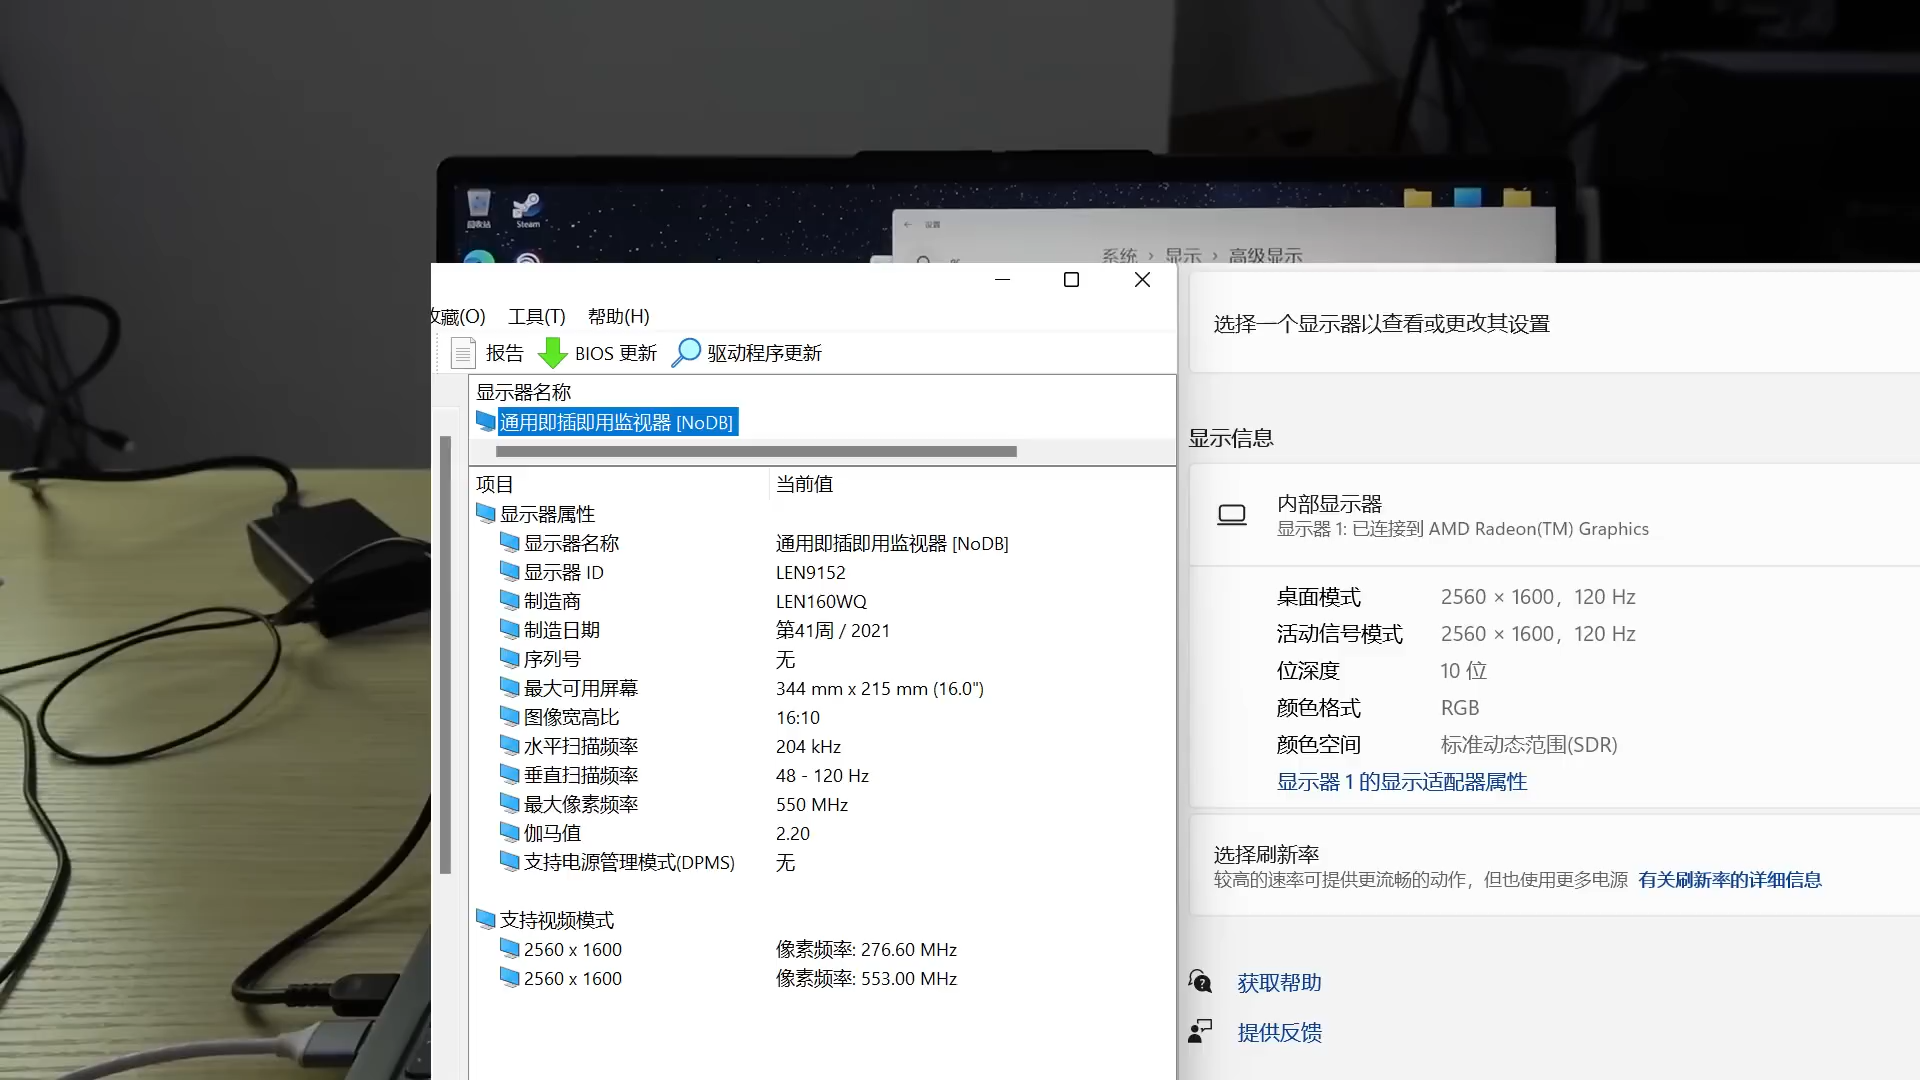 回收站
Steam
设置
系统 › 显示 › 高级显示
收藏(O) 工具(T) 帮助(H)
报告 BIOS 更新 驱动程序更新
显示器名称
通用即插即用监视器 [NoDB]
项目 当前值
显示器属性
显示器名称 通用即插即用监视器 [NoDB]
显示器 ID LEN9152
制造商 LEN160WQ
制造日期 第41周 / 2021
序列号 无
最大可用屏幕 344 mm x 215 mm (16.0")
图像宽高比 16:10
水平扫描频率 204 kHz
垂直扫描频率 48 - 120 Hz
最大像素频率 550 MHz
伽马值 2.20
支持电源管理模式(DPMS) 无
支持视频模式
2560 x 1600 像素频率: 276.60 MHz
2560 x 1600 像素频率: 553.00 MHz
选择一个显示器以查看或更改其设置
显示信息
内部显示器
显示器 1: 已连接到 AMD Radeon(TM) Graphics
桌面模式 2560 × 1600，120 Hz
活动信号模式 2560 × 1600，120 Hz
位深度 10 位
颜色格式 RGB
颜色空间 标准动态范围(SDR)
显示器 1 的显示适配器属性
选择刷新率
较高的速率可提供更流畅的动作，但也使用更多电源 有关刷新率的详细信息
获取帮助
提供反馈